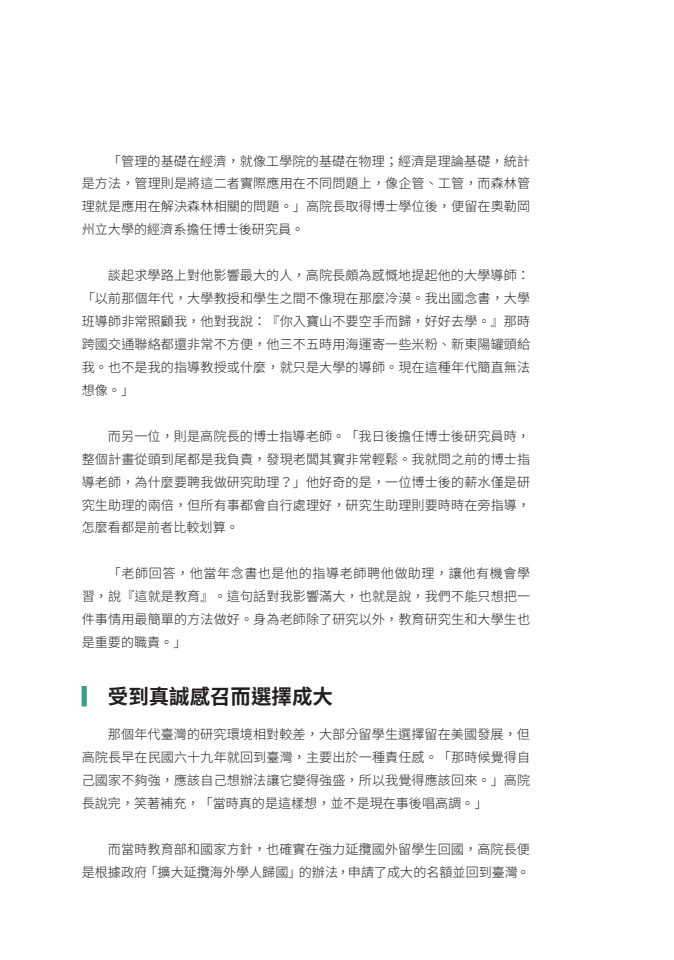 「管理的基礎在經濟，就像工學院的基礎在物理；經濟是理論基礎，統計
是方法，管理則是將這二者實際應用在不同問題上，像企管、工管，而森林管
理就是應用在解決森林相關的問題。」高院長取得博士學位後，便留在奧勒岡
州立大學的經濟系擔任博士後研究員。
談起求學路上對他影響最大的人，高院長頗為感慨地提起他的大學導師：
「以前那個年代，大學教授和學生之間不像現在那麼冷漠。我出國念書，大學
班導師非常照顧我，他對我說：『你入寶山不要空手而歸，好好去學。』那時
跨國交通聯絡都還非常不方便，他三不五時用海運寄一些米粉、新東陽罐頭給
我。也不是我的指導教授或什麼，就只是大學的導師。現在這種年代簡直無法
想像。」
而另一位，則是高院長的博士指導老師。「我日後擔任博士後研究員時，
整個計畫從頭到尾都是我負責，發現老闆其實非常輕鬆。我就問之前的博士指
導老師，為什麼要聘我做研究助理？」他好奇的是，一位博士後的薪水僅是研
究生助理的兩倍，但所有事都會自行處理好，研究生助理則要時時在旁指導，
怎麼看都是前者比較划算。
「老師回答，他當年念書也是他的指導老師聘他做助理，讓他有機會學
習，說『這就是教育』。這句話對我影響滿大，也就是說，我們不能只想把一
件事情用最簡單的方法做好。身為老師除了研究以外，教育研究生和大學生也
是重要的職責。」
受到真誠感召而選擇成大
那個年代臺灣的研究環境相對較差，大部分留學生選擇留在美國發展，但
高院長早在民國六十九年就回到臺灣，主要出於一種責任感。「那時候覺得自
己國家不夠強，應該自己想辦法讓它變得強盛，所以我覺得應該回來。」高院
長說完，笑著補充，「當時真的是這樣想，並不是現在事後唱高調。」
而當時教育部和國家方針，也確實在強力延攬國外留學生回國，高院長便
是根據政府「擴大延攬海外學人歸國」的辦法，申請了成大的名額並回到臺灣。